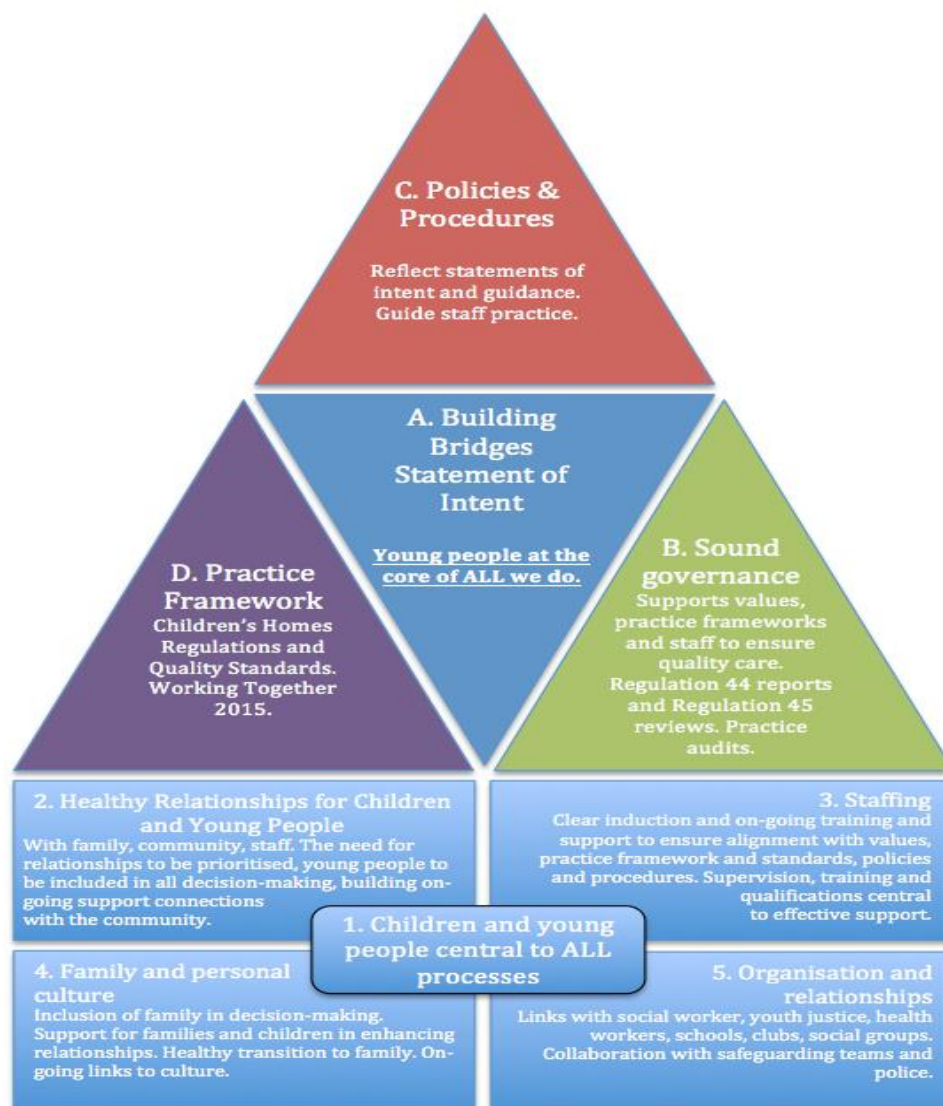 C. Policies &
Procedures
Reflect statements of
intent and guidance.
Guide staff practice.
A. Building
Bridges
Statement of
Intent
Young people at the
core of ALL we do.
D. Practice
Framework
Children's Homes
Regulations and
Quality Standards.
Working Together
2015.
B. Sound
governance
Supports values,
practice frameworks
and staff to ensure
quality care.
Regulation 44 reports
and Regulation 45
reviews. Practice
audits.
2. Healthy Relationships for Children
and Young People
With family, community, staff. The need for
relationships to be prioritised, young people to
be included in all decision-making, building on-
going support connections
with the community.
3. Staffing
Clear induction and on-going training and
support to ensure alignment with values,
practice framework and standards, policies
and procedures. Supervision, training and
qualifications central
to effective support.
1. Children and young
people central to ALL
processes
4. Family and personal
culture
Inclusion of family in decision-making.
Support for families and children in enhancing
relationships. Healthy transition to family. On-
going links to culture.
5. Organisation and
relationships
Links with social worker, youth justice, health
workers, schools, clubs, social groups.
Collaboration with safeguarding teams and
police.